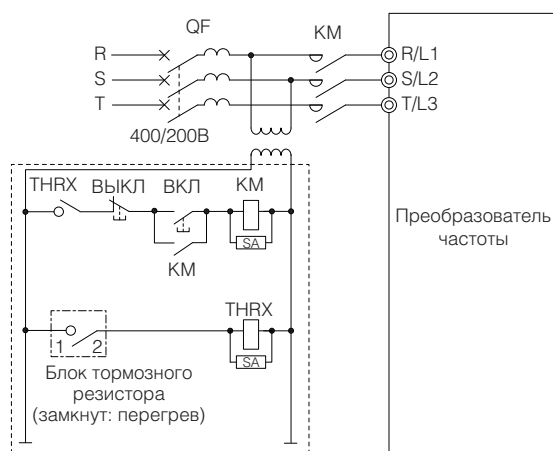 QF
KM
R
R/L1
S
S/L2
T
T/L3
400/200В
THRX
ВЫКЛ
ВКЛ
KM
SA
KM
Преобразователь
частоты
THRX
1
2
SA
Блок тормозного
резистора
(замкнут: перегрев)